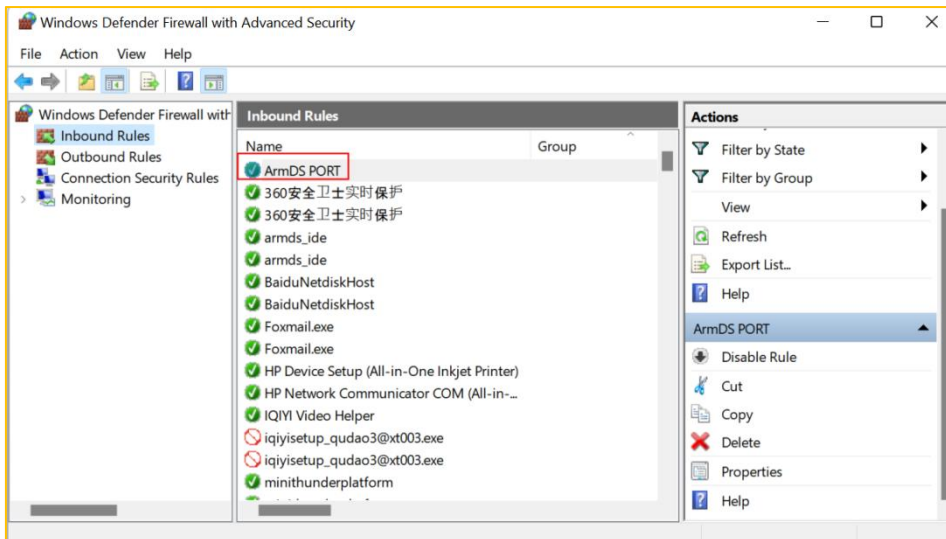 Windows Defender Firewall with Advanced Security
File Action View Help
Windows Defender Firewall with
Inbound Rules
Outbound Rules
Connection Security Rules
Monitoring
Inbound Rules
Name Group
ArmDS PORT
360安全卫士实时保护
360安全卫士实时保护
armds_ide
armds_ide
BaiduNetdiskHost
BaiduNetdiskHost
Foxmail.exe
Foxmail.exe
HP Device Setup (All-in-One Inkjet Printer)
HP Network Communicator COM (All-in-...
IQIYI Video Helper
iqiyisetup_qudao3@xt003.exe
iqiyisetup_qudao3@xt003.exe
minithunderplatform
Actions
Filter by State
Filter by Group
View
Refresh
Export List...
Help
ArmDS PORT
Disable Rule
Cut
Copy
Delete
Properties
Help